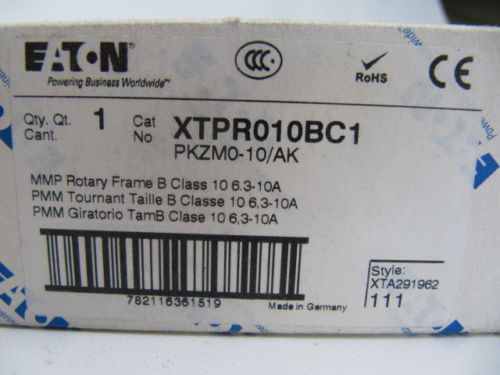 EATON
Powering Business Worldwide™
CCC
RoHS
CE
Qty. Qt. 1 Cat XTPR010BC1
Cant. No PKZM0-10/AK
MMP Rotary Frame B Class 10 6.3-10A
PMM Tournant Taille B Classe 10 6,3-10A
PMM Giratorio TamB Clase 10 6,3-10A
782116361519
Made in Germany
Style:
XTA291962
111